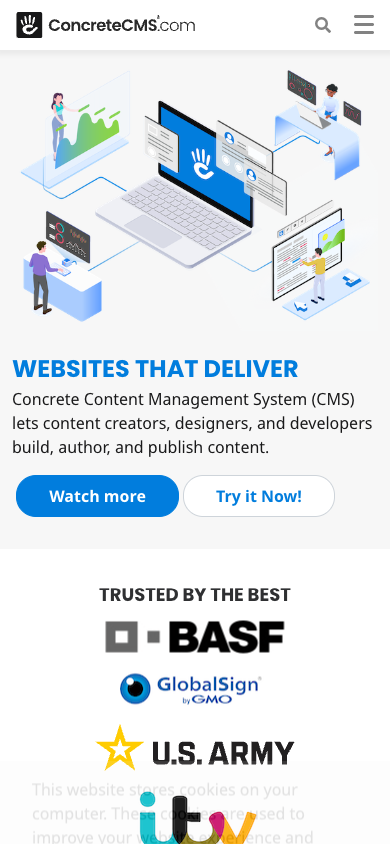 ConcreteCMS.com
WEBSITES THAT DELIVER
Concrete Content Management System (CMS)
lets content creators, designers, and developers
build, author, and publish content.
Watch more
Try it Now!
TRUSTED BY THE BEST
BASF
GlobalSign
by GMO
U.S. ARMY
itv
This website stores cookies on your
computer. These cookies are used to
improve your website experience and